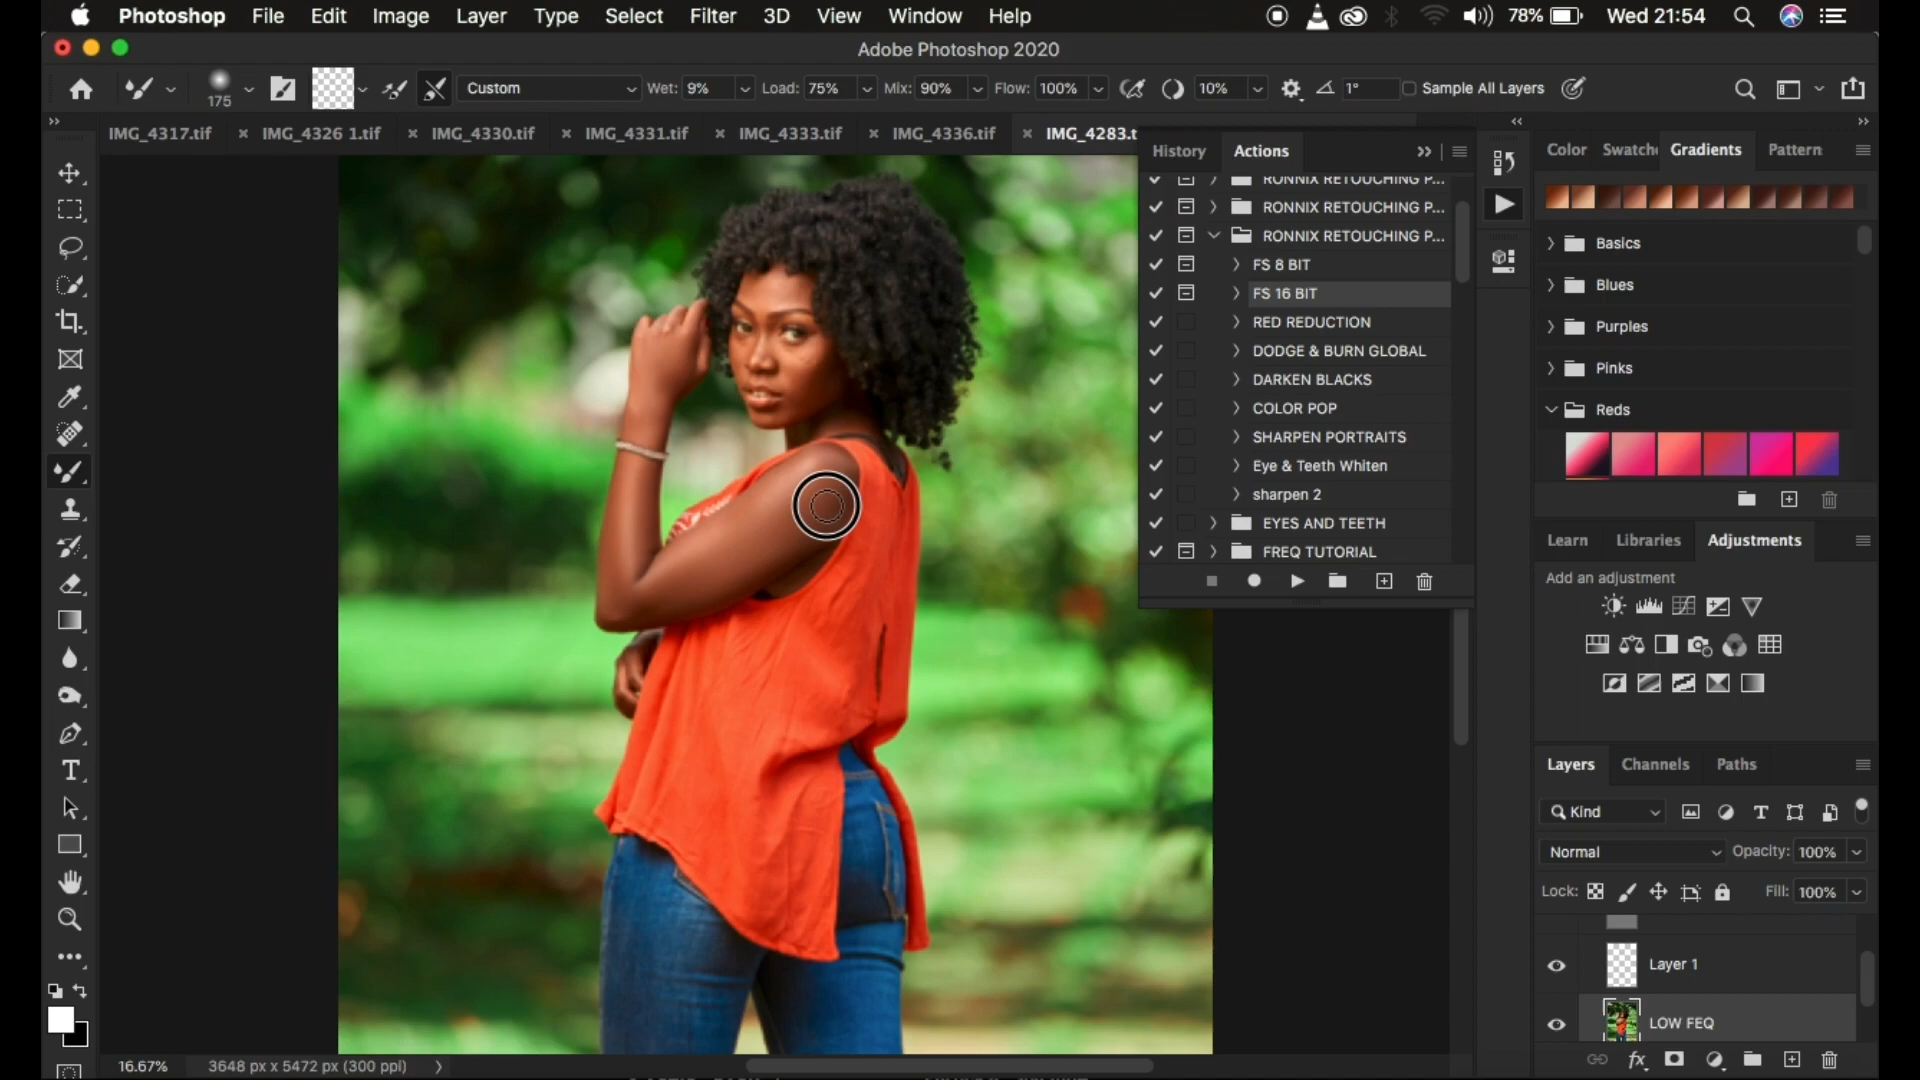 Photoshop File Edit Image Layer Type Select Filter 3D View Window Help 78% Wed 21:54
Adobe Photoshop 2020
175 Custom Wet: 9% Load: 75% Mix: 90% Flow: 100% 10% 1° Sample All Layers
IMG_4317.tif IMG_4326 1.tif IMG_4330.tif IMG_4331.tif IMG_4333.tif IMG_4336.tif IMG_4283.t
History Actions
RONNIX RETOUCHING P...
RONNIX RETOUCHING P...
RONNIX RETOUCHING P...
FS 8 BIT
FS 16 BIT
RED REDUCTION
DODGE & BURN GLOBAL
DARKEN BLACKS
COLOR POP
SHARPEN PORTRAITS
Eye & Teeth Whiten
sharpen 2
EYES AND TEETH
FREQ TUTORIAL
Color Swatche Gradients Pattern
Basics
Blues
Purples
Pinks
Reds
Learn Libraries Adjustments
Add an adjustment
Layers Channels Paths
Kind
Normal Opacity: 100%
Lock: Fill: 100%
Layer 1
LOW FEQ
16.67% 3648 px x 5472 px (300 ppi)